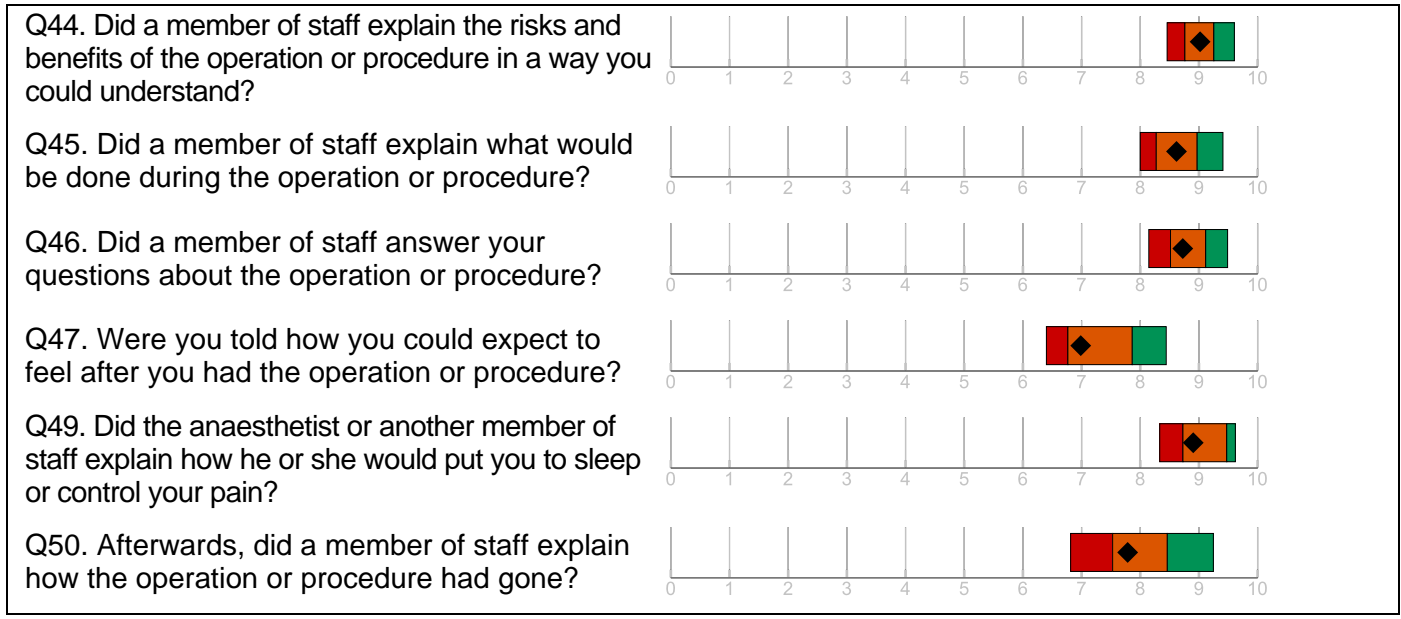 Q44. Did a member of staff explain the risks and
benefits of the operation or procedure in a way you
could understand?
0 1 2 3 4 5 6 7 8 9 10
Q45. Did a member of staff explain what would
be done during the operation or procedure?
0 1 2 3 4 5 6 7 8 9 10
Q46. Did a member of staff answer your
questions about the operation or procedure?
0 1 2 3 4 5 6 7 8 9 10
Q47. Were you told how you could expect to
feel after you had the operation or procedure?
0 1 2 3 4 5 6 7 8 9 10
Q49. Did the anaesthetist or another member of
staff explain how he or she would put you to sleep
or control your pain?
0 1 2 3 4 5 6 7 8 9 10
Q50. Afterwards, did a member of staff explain
how the operation or procedure had gone?
0 1 2 3 4 5 6 7 8 9 10